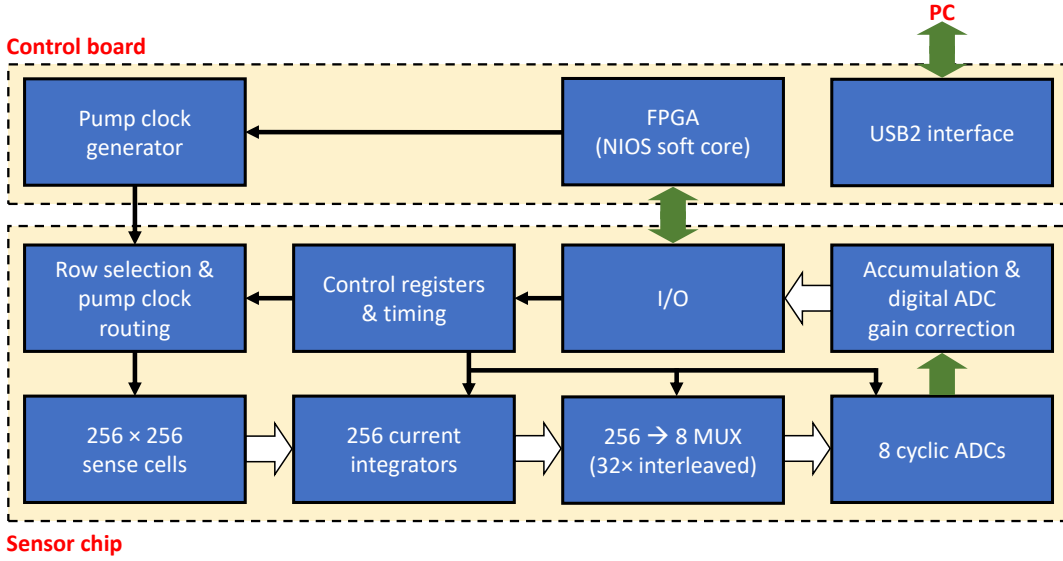 PC
Control board
Pump clock
generator
FPGA
(NIOS soft core)
USB2 interface
Row selection &
pump clock
routing
Control registers
& timing
I/O
Accumulation &
digital ADC
gain correction
256 × 256
sense cells
256 current
integrators
256 → 8 MUX
(32× interleaved)
8 cyclic ADCs
Sensor chip